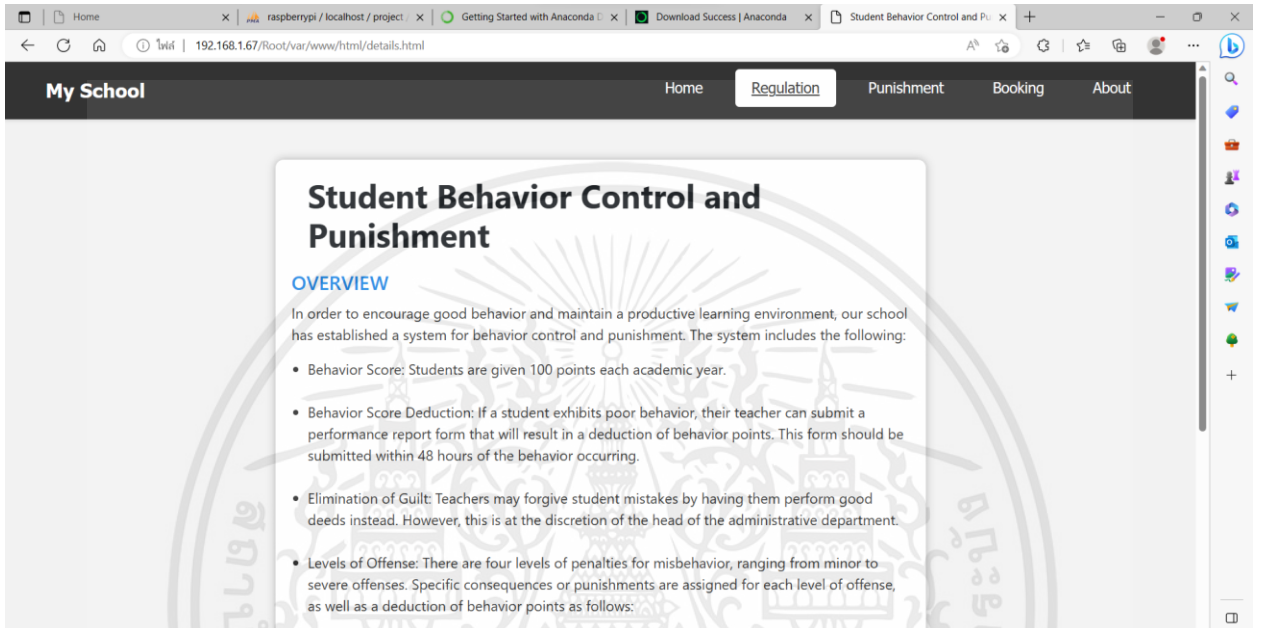 Home
raspberrypi / localhost / project /
Getting Started with Anaconda D
Download Success | Anaconda
Student Behavior Control and Pu
ไฟล์ | 192.168.1.67/Root/var/www/html/details.html
My School
Home
Regulation
Punishment
Booking
About
Student Behavior Control and
Punishment
OVERVIEW
In order to encourage good behavior and maintain a productive learning environment, our school
has established a system for behavior control and punishment. The system includes the following:
• Behavior Score: Students are given 100 points each academic year.
• Behavior Score Deduction: If a student exhibits poor behavior, their teacher can submit a
performance report form that will result in a deduction of behavior points. This form should be
submitted within 48 hours of the behavior occurring.
• Elimination of Guilt: Teachers may forgive student mistakes by having them perform good
deeds instead. However, this is at the discretion of the head of the administrative department.
• Levels of Offense: There are four levels of penalties for misbehavior, ranging from minor to
severe offenses. Specific consequences or punishments are assigned for each level of offense,
as well as a deduction of behavior points as follows: